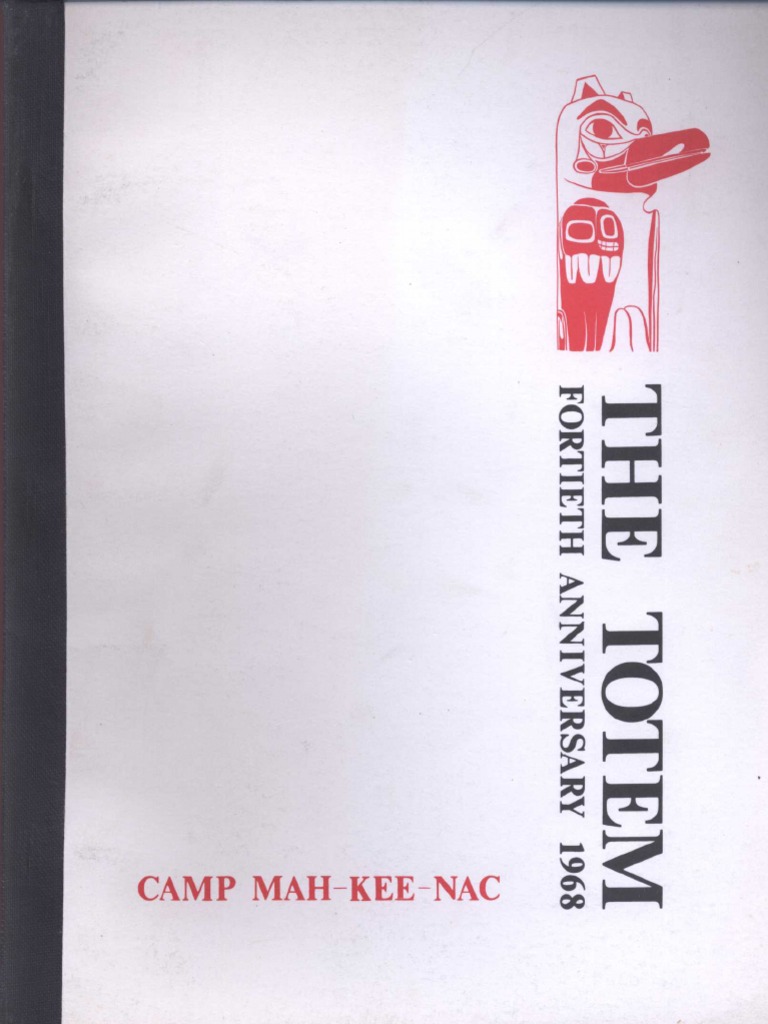 THE TOTEM
FORTIETH ANNIVERSARY 1968
CAMP MAH-KEE-NAC